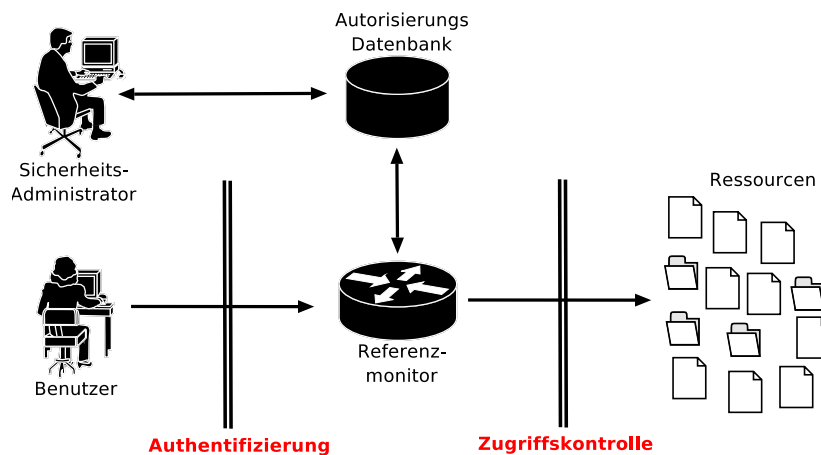 Autorisierungs
Datenbank
Sicherheits-
Administrator
Ressourcen
Benutzer
Referenz-
monitor
Authentifizierung
Zugriffskontrolle